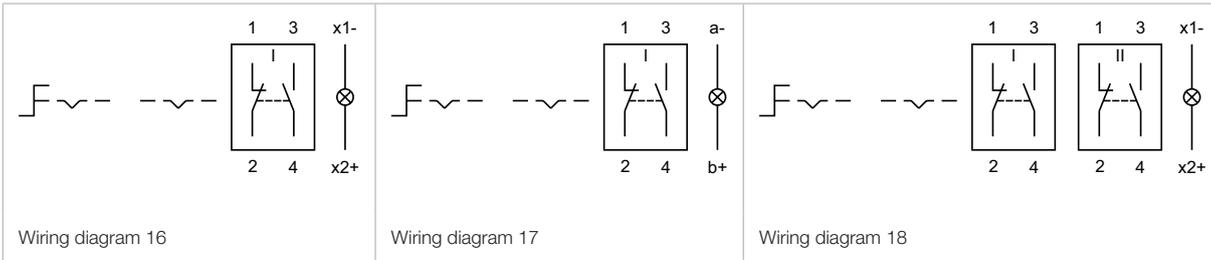 1 3 x1-
I
2 4 x2+
Wiring diagram 16
1 3 a-
I
2 4 b+
Wiring diagram 17
1 3 1 3 x1-
I II
2 4 2 4 x2+
Wiring diagram 18